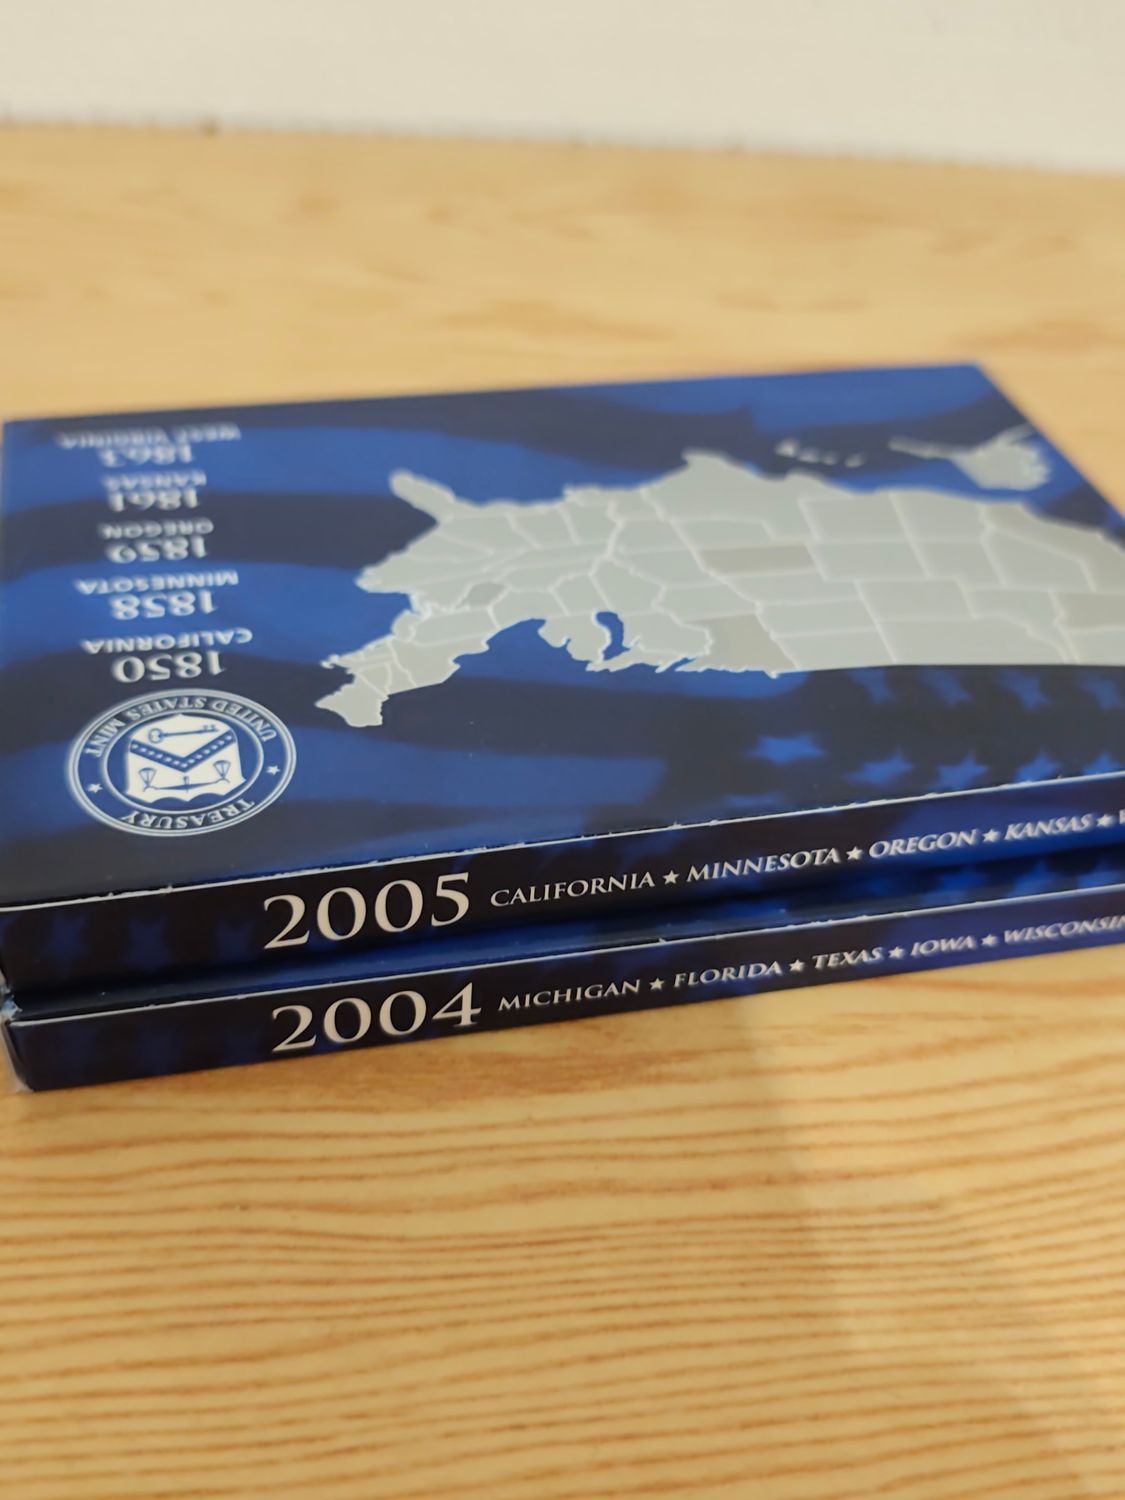 1850
CALIFORNIA
1858
MINNESOTA
1859
OREGON
1861
KANSAS
1863
WEST VIRGINIA
UNITED STATES MINT
★ TREASURY ★
2005 CALIFORNIA ★ MINNESOTA ★ OREGON ★ KANSAS ★
2004 MICHIGAN ★ FLORIDA ★ TEXAS ★ IOWA ★ WISCONSIN